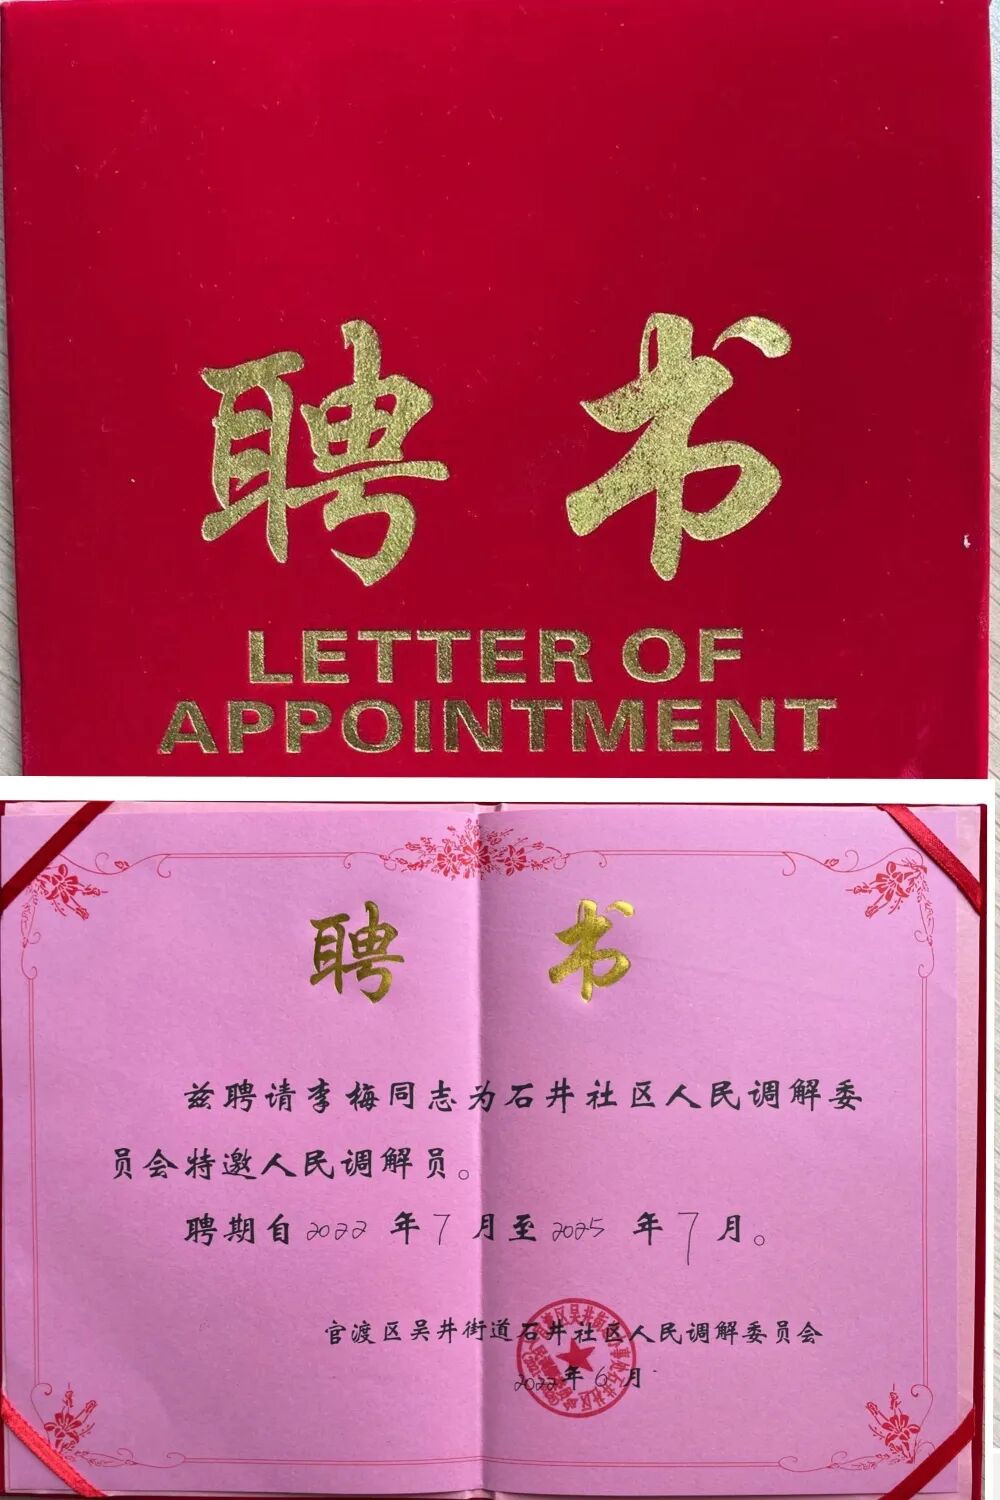 聘书
LETTER OF
APPOINTMENT
聘书
兹聘请李梅同志为石井社区人民调解委
员会特邀人民调解员。
聘期自2022年7月至2025年7月。
官渡区吴井街道石井社区人民调解委员会
2022年6月